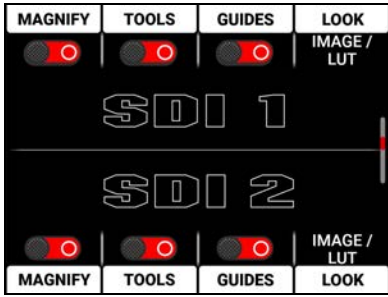 MAGNIFY TOOLS GUIDES LOOK
IMAGE /
LUT
SDI 1
SDI 2
IMAGE /
LUT
MAGNIFY TOOLS GUIDES LOOK